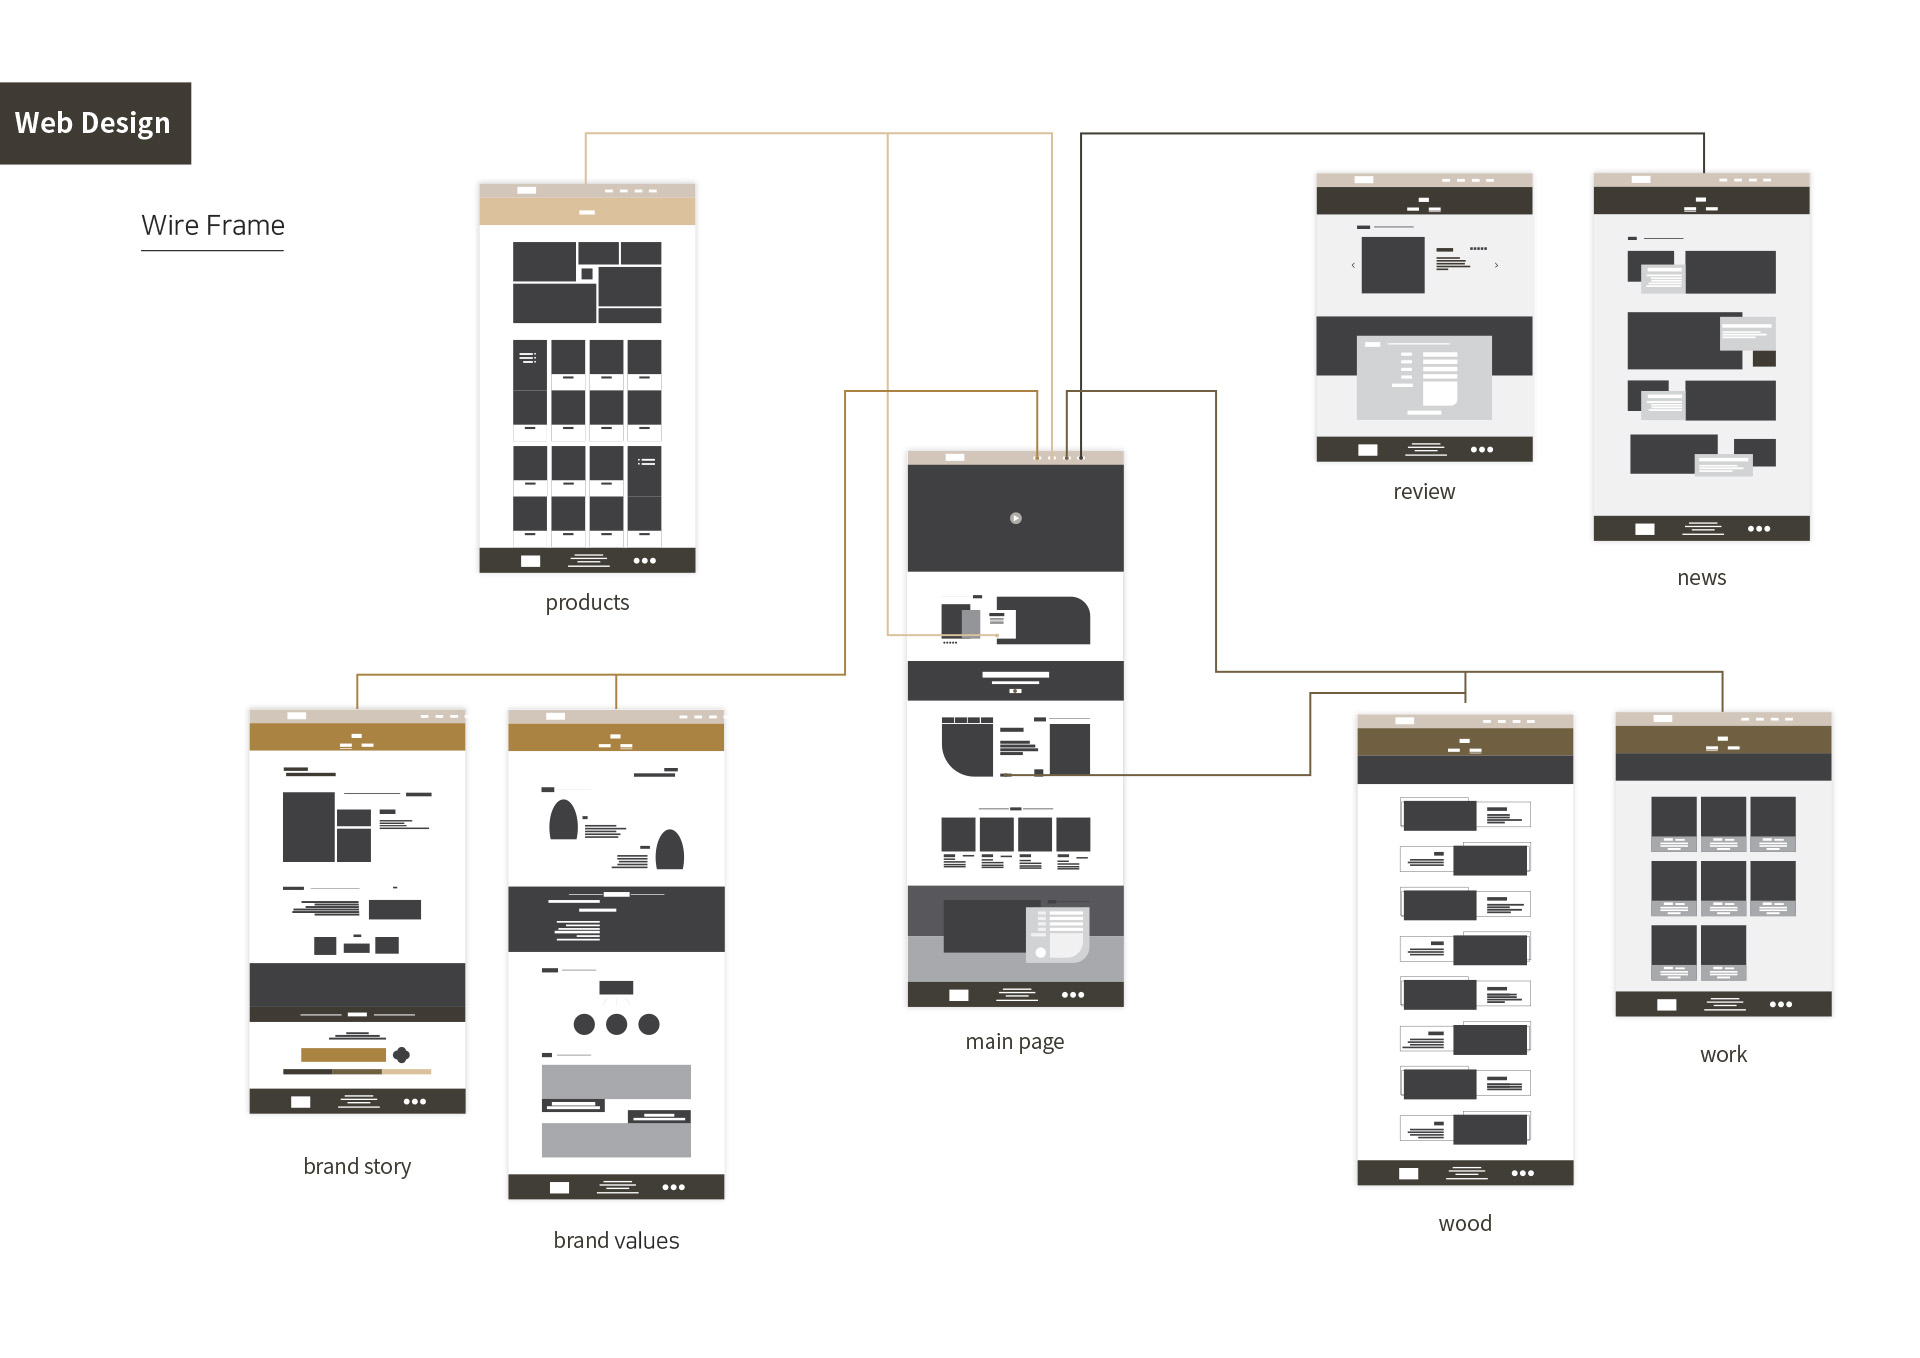 Web Design
Wire Frame
products
review
news
main page
brand story
brand values
wood
work